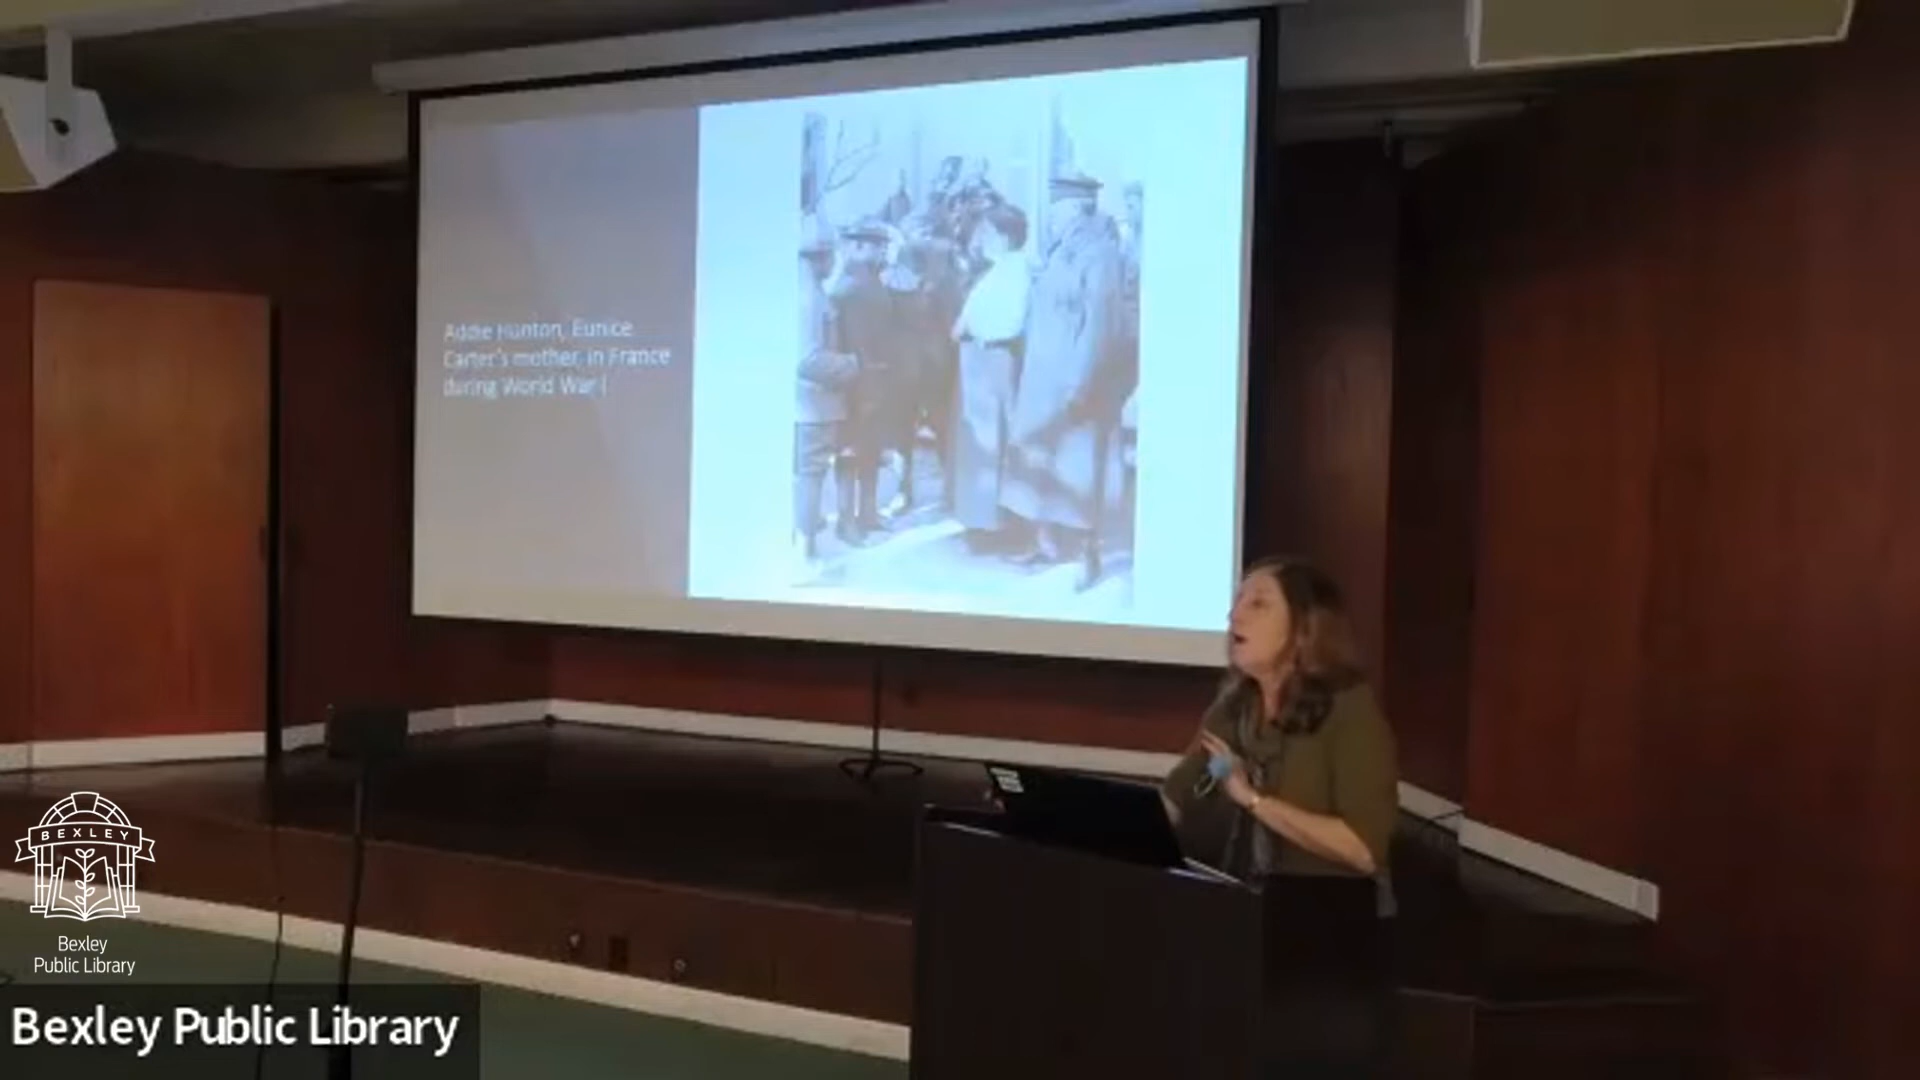 Addie Hunton, Eunice
Carter's mother, in France
during World War I
BEXLEY
Bexley
Public Library
Bexley Public Library